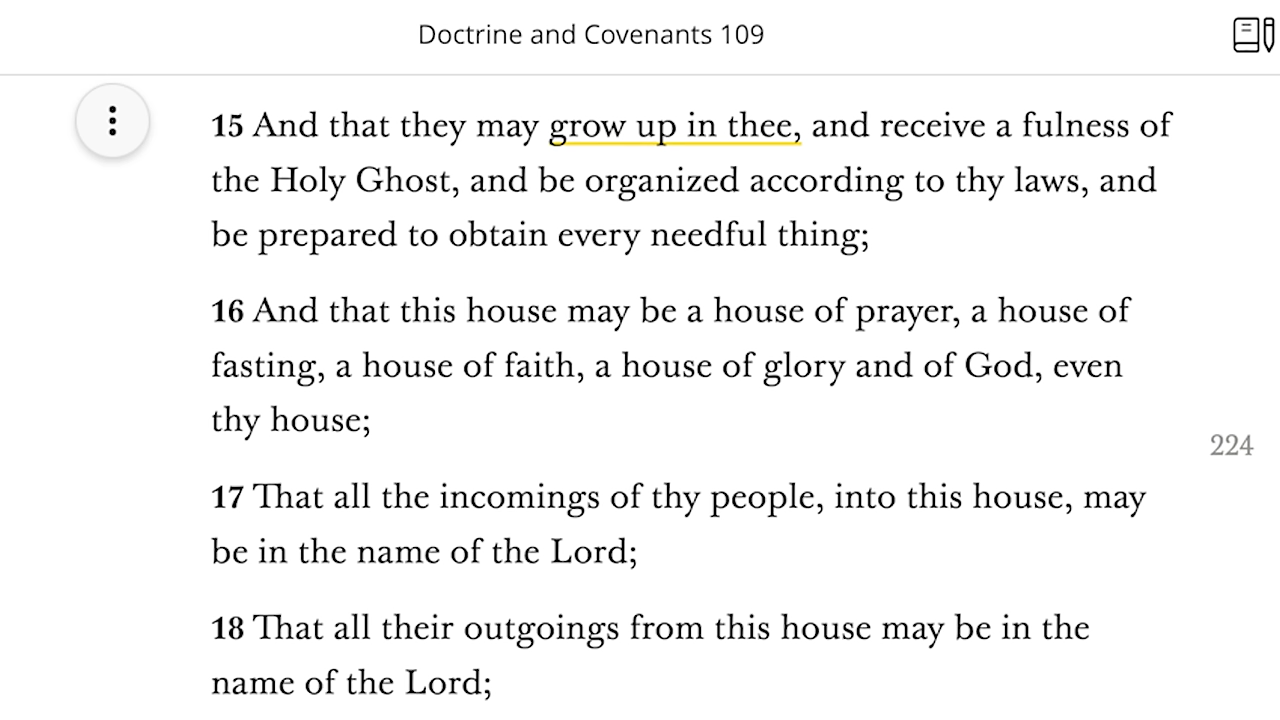 Doctrine and Covenants 109
15 And that they may grow up in thee, and receive a fulness of
the Holy Ghost, and be organized according to thy laws, and
be prepared to obtain every needful thing;
16 And that this house may be a house of prayer, a house of
fasting, a house of faith, a house of glory and of God, even
thy house;
224
17 That all the incomings of thy people, into this house, may
be in the name of the Lord;
18 That all their outgoings from this house may be in the
name of the Lord;